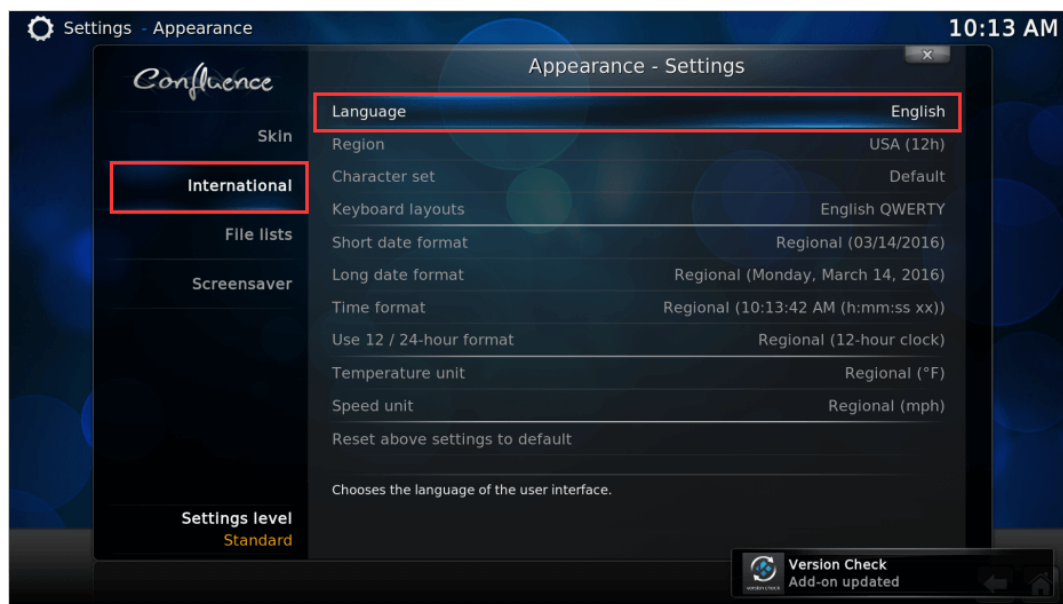 Settings - Appearance
10:13 AM
Confluence
Skin
International
File lists
Screensaver
Settings level
Standard
Appearance - Settings
Language English
Region USA (12h)
Character set Default
Keyboard layouts English QWERTY
Short date format Regional (03/14/2016)
Long date format Regional (Monday, March 14, 2016)
Time format Regional (10:13:42 AM (h:mm:ss xx))
Use 12 / 24-hour format Regional (12-hour clock)
Temperature unit Regional (°F)
Speed unit Regional (mph)
Reset above settings to default
Chooses the language of the user interface.
version check
Version Check
Add-on updated